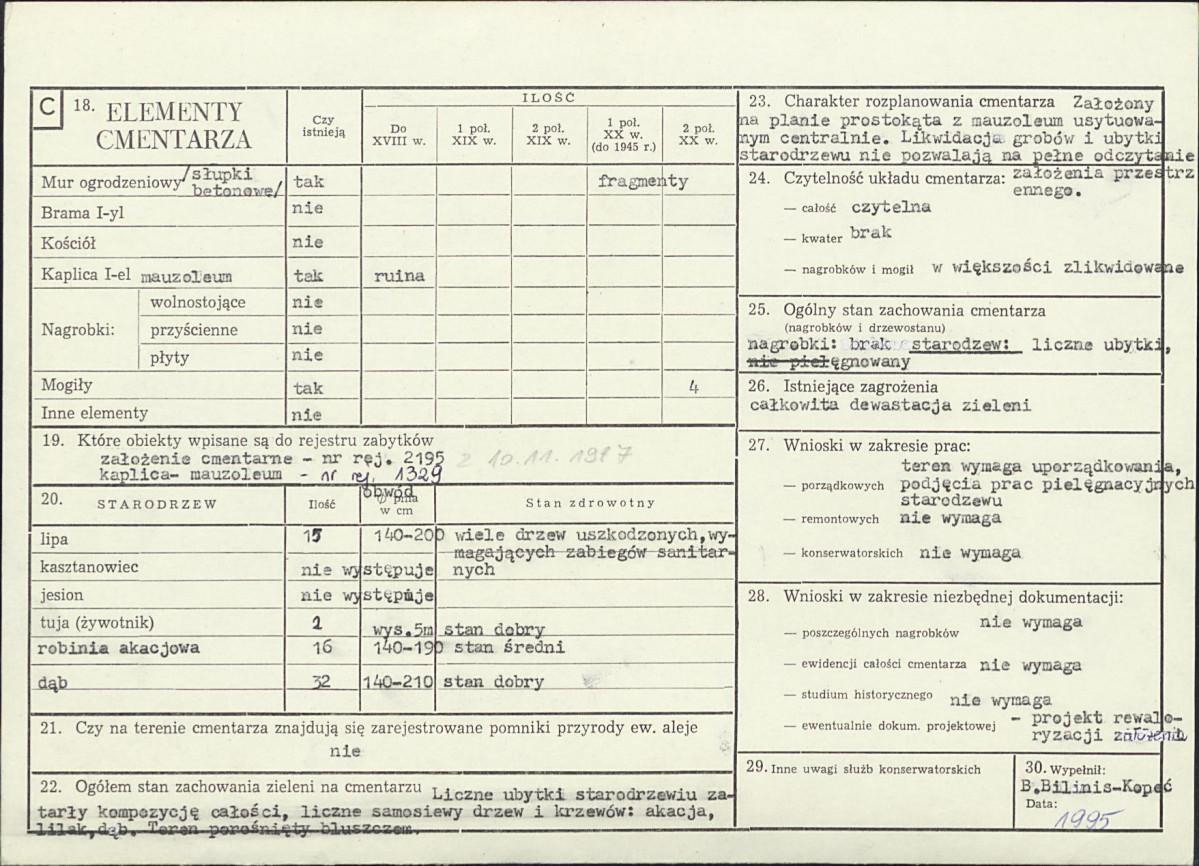 C 18. ELEMENTY CMENTARZA
Czy istnieją
ILOŚĆ
Do XVIII w.
1 poł. XIX w.
2 poł. XIX w.
1 poł. XX w. (do 1945 r.)
2 poł. XX w.
Mur ogrodzeniowy /słupki betonowe/ tak fragmenty
Brama I-yl nie
Kościół nie
Kaplica I-el mauzoleum tak ruina
Nagrobki: wolnostojące nie
przyścienne nie
płyty nie
Mogiły tak 4
Inne elementy nie
19. Które obiekty wpisane są do rejestru zabytków
założenie cmentarne - nr rej. 2195 z 10.11.1987
kaplica- mauzoleum - nr rej. 1329
20. STARODRZEW Ilość obwód w cm Stan zdrowotny
lipa 15 140-200 wiele drzew uszkodzonych,wy-
magających zabiegów sanitar-
kasztanowiec nie występuje nych
jesion nie występuje
tuja (żywotnik) 2 wys.5m stan dobry
robinia akacjowa 16 140-190 stan średni
dąb 32 140-210 stan dobry
21. Czy na terenie cmentarza znajdują się zarejestrowane pomniki przyrody ew. aleje
nie
22. Ogółem stan zachowania zieleni na cmentarzu Liczne ubytki starodrzewiu za-
tarły kompozycję całości, liczne samosiewy drzew i krzewów: akacja,
lilak,dąb. Teren porośnięty bluszczem.
23. Charakter rozplanowania cmentarza Założony
na planie prostokąta z mauzoleum usytuowa-
nym centralnie. Likwidacja grobów i ubytki
starodrzewu nie pozwalają na pełne odczytanie
założenia przestrz
ennego.
24. Czytelność układu cmentarza:
— całość czytelna
— kwater brak
— nagrobków i mogił w większości zlikwidowane
25. Ogólny stan zachowania cmentarza
(nagrobków i drzewostanu)
nagrobki: brak starodzew: liczne ubytki,
nie pielęgnowany
26. Istniejące zagrożenia
całkowita dewastacja zieleni
27. Wnioski w zakresie prac:
teren wymaga uporządkowania,
— porządkowych podjęcia prac pielęgnacyjnych
starodzewu
— remontowych nie wymaga
— konserwatorskich nie wymaga
28. Wnioski w zakresie niezbędnej dokumentacji:
— poszczególnych nagrobków nie wymaga
— ewidencji całości cmentarza nie wymaga
— studium historycznego nie wymaga
— ewentualnie dokum. projektowej - projekt rewalo-
ryzacji założenia
29. Inne uwagi służb konserwatorskich
30. Wypełnił:
B.Bilinis-Kopeć
Data:
1995